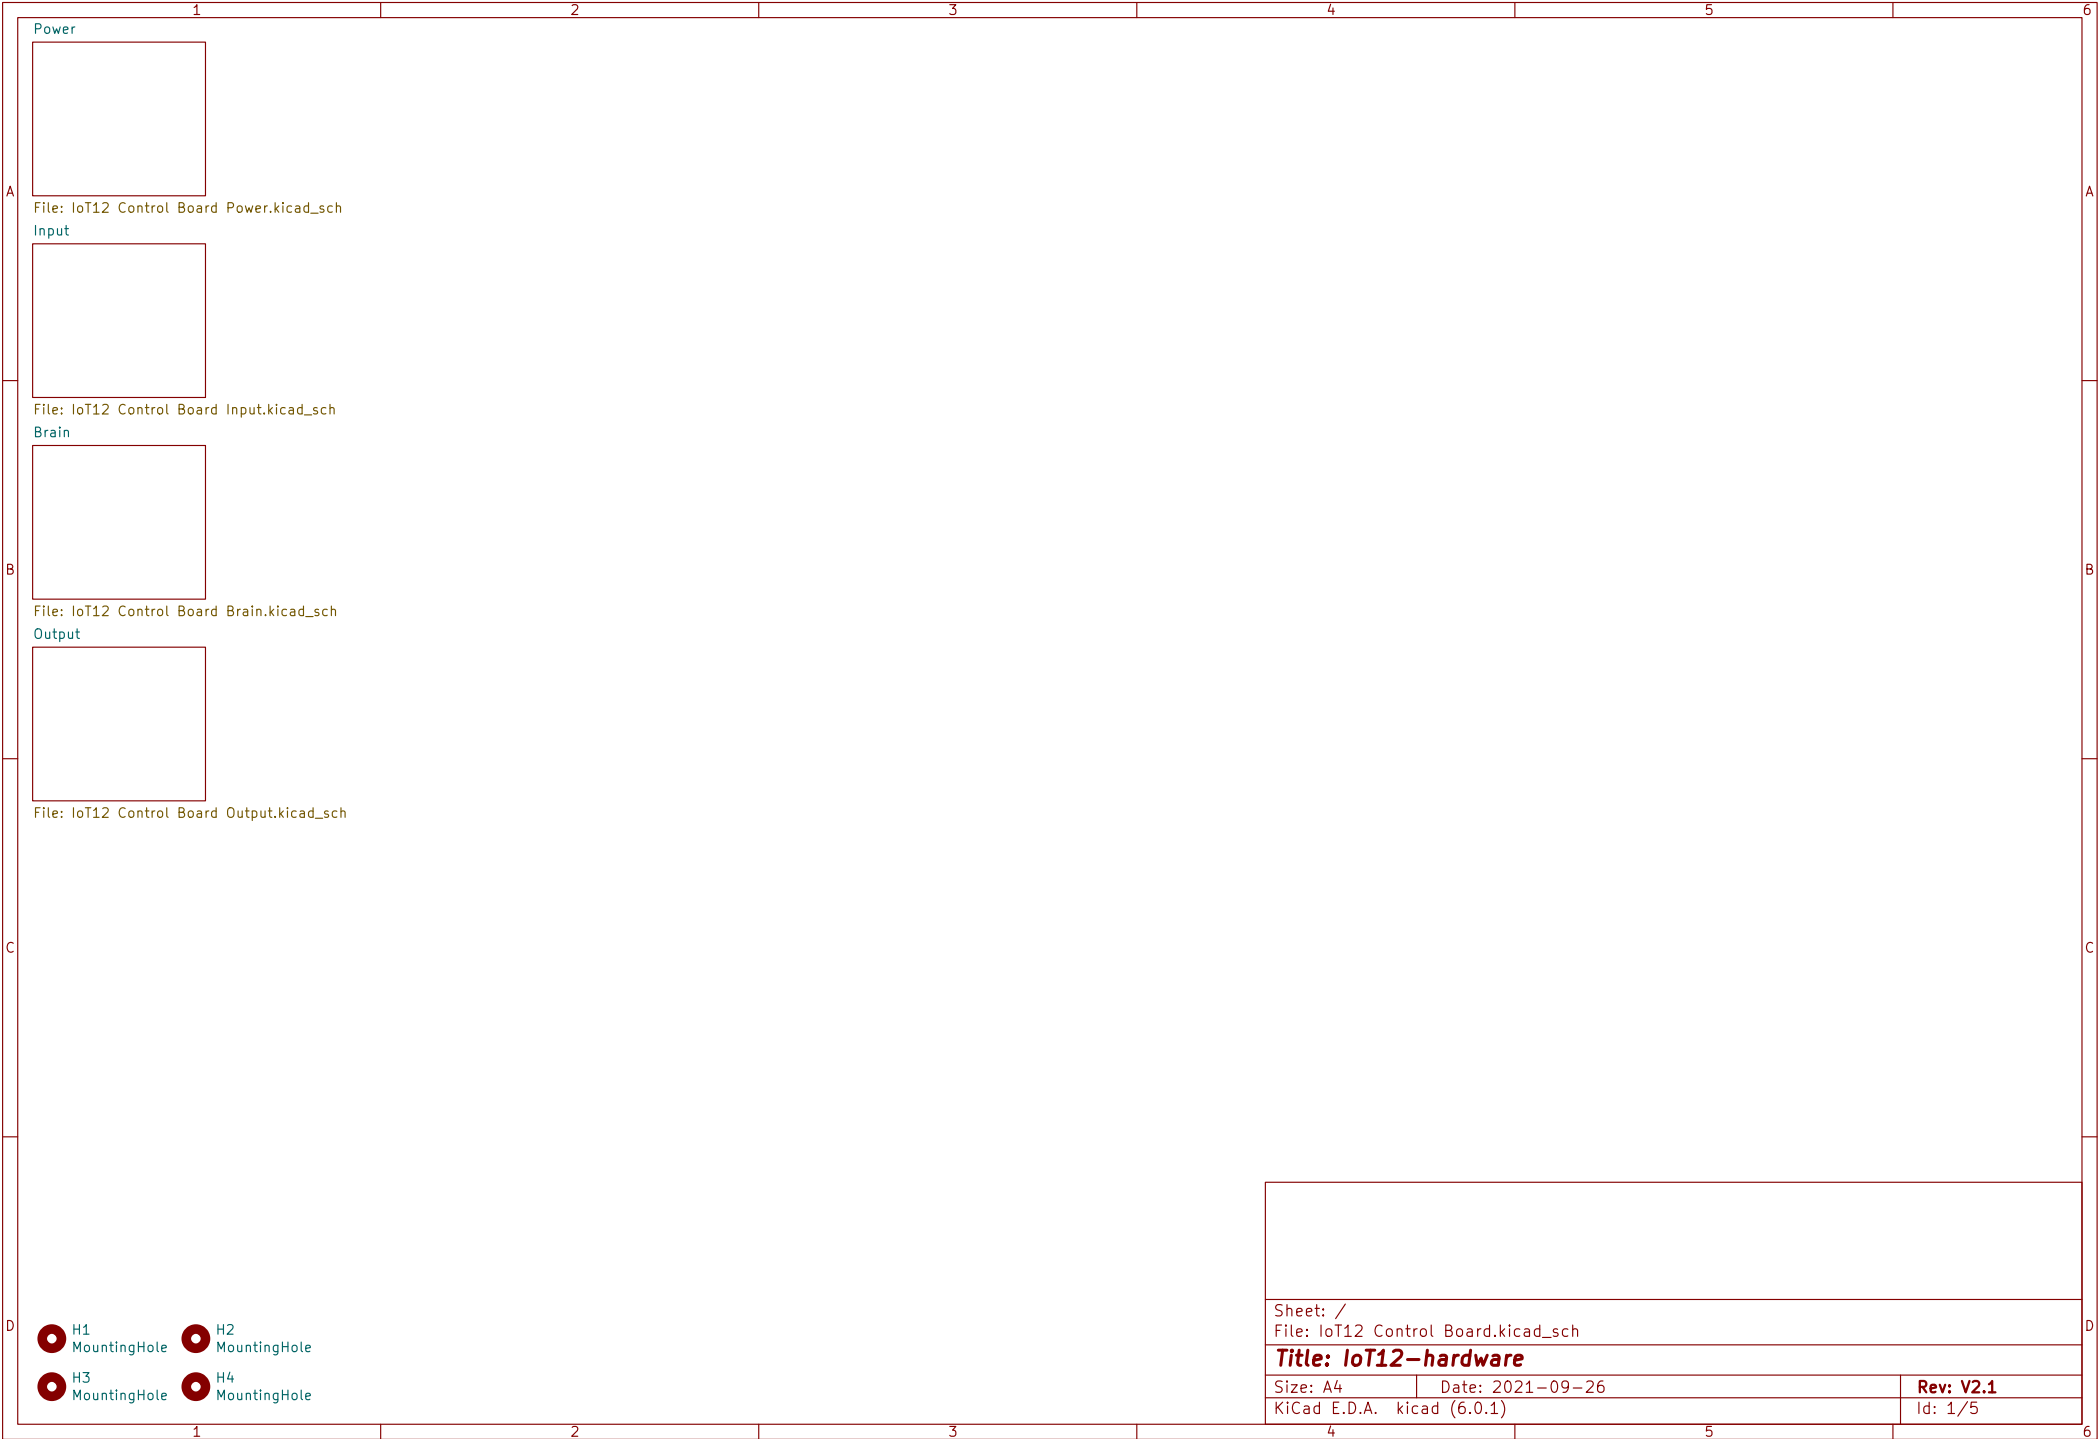 1 2 3 4 5 6
Power
A A
File: IoT12 Control Board Power.kicad_sch
Input
File: IoT12 Control Board Input.kicad_sch
Brain
B B
File: IoT12 Control Board Brain.kicad_sch
Output
File: IoT12 Control Board Output.kicad_sch
C C
Sheet: /
D D
H1 H2
MountingHole MountingHole
File: IoT12 Control Board.kicad_sch
Title: IoT12-hardware
H3 H4
MountingHole MountingHole
Size: A4 Date: 2021-09-26 Rev: V2.1
KiCad E.D.A. kicad (6.0.1) Id: 1/5
1 2 3 4 5 6